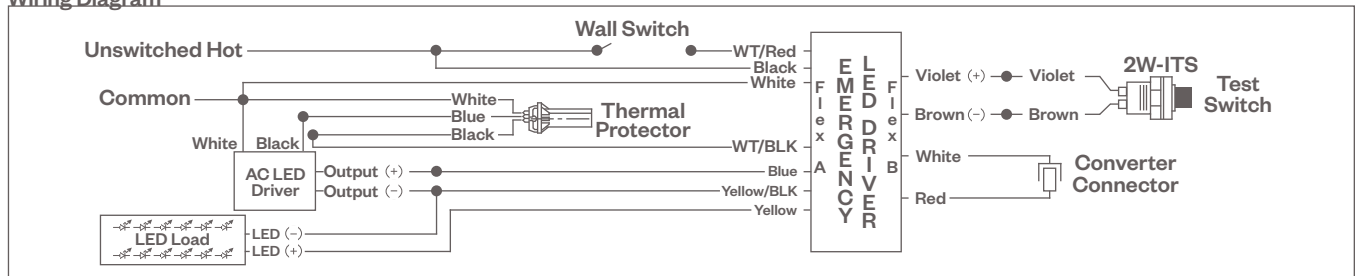 Wiring Diagram
Unswitched Hot
Wall Switch
WT/Red
Black
White
Common
White
Blue
Black
Thermal
Protector
White
Black
WT/BLK
AC LED
Driver
Output (+)
Output (-)
Blue
Yellow/BLK
Yellow
LED Load
LED (-)
LED (+)
Flex A
EMERGENCY
LED DRIVER
Flex B
Violet (+)
Violet
Brown (-)
Brown
2W-ITS
Test
Switch
White
Red
Converter
Connector